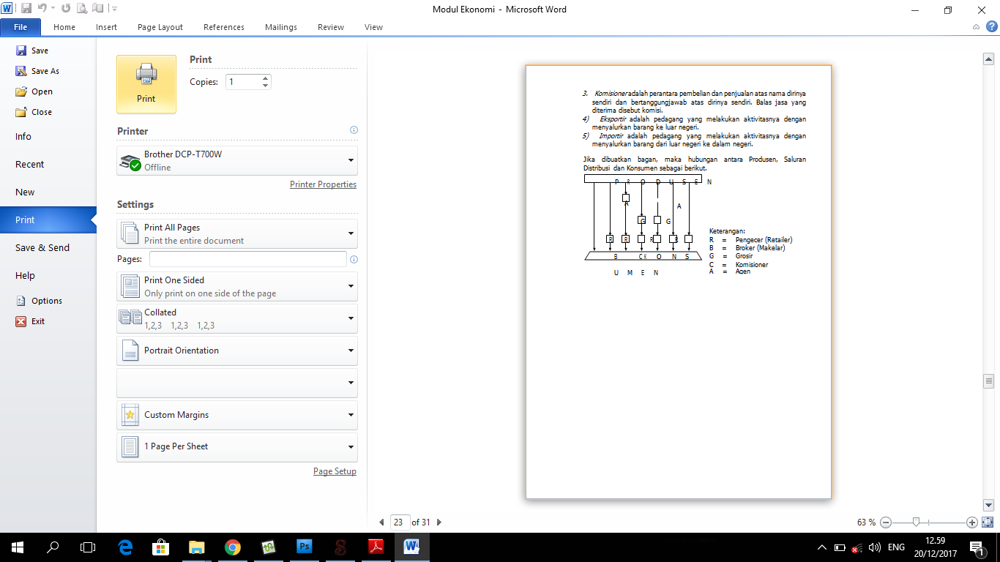 Modul Ekonomi - Microsoft Word
File Home Insert Page Layout References Mailings Review View
Save
Save As
Open
Close
Info
Recent
New
Print
Save & Send
Help
Options
Exit
Print
Print
Copies: 1
Printer
Brother DCP-T700W
Offline
Printer Properties
Settings
Print All Pages
Print the entire document
Pages:
Print One Sided
Only print on one side of the page
Collated
1,2,3 1,2,3 1,2,3
Portrait Orientation
Custom Margins
1 Page Per Sheet
Page Setup
3. Komisioner adalah perantara pembelian dan penjualan atas nama dirinya
sendiri dan bertanggungjawab atas dirinya sendiri. Balas jasa yang
diterima disebut komisi.
4) Eksportir adalah pedagang yang melakukan aktivitasnya dengan
menyalurkan barang ke luar negeri.
5) Importir adalah pedagang yang melakukan aktivitasnya dengan
menyalurkan barang dari luar negeri ke dalam negeri.
Jika dibuatkan bagan, maka hubungan antara Produsen, Saluran
Distribusi dan Konsumen sebagai berikut.
P R O D U S E N
A
A
G G
R R R R
B C K O N S
U M E N
Keterangan:
R = Pengecer (Retailer)
B = Broker (Makelar)
G = Grosir
C = Komisioner
A = Agen
23 of 31
63 %
ENG
12.59
20/12/2017
1